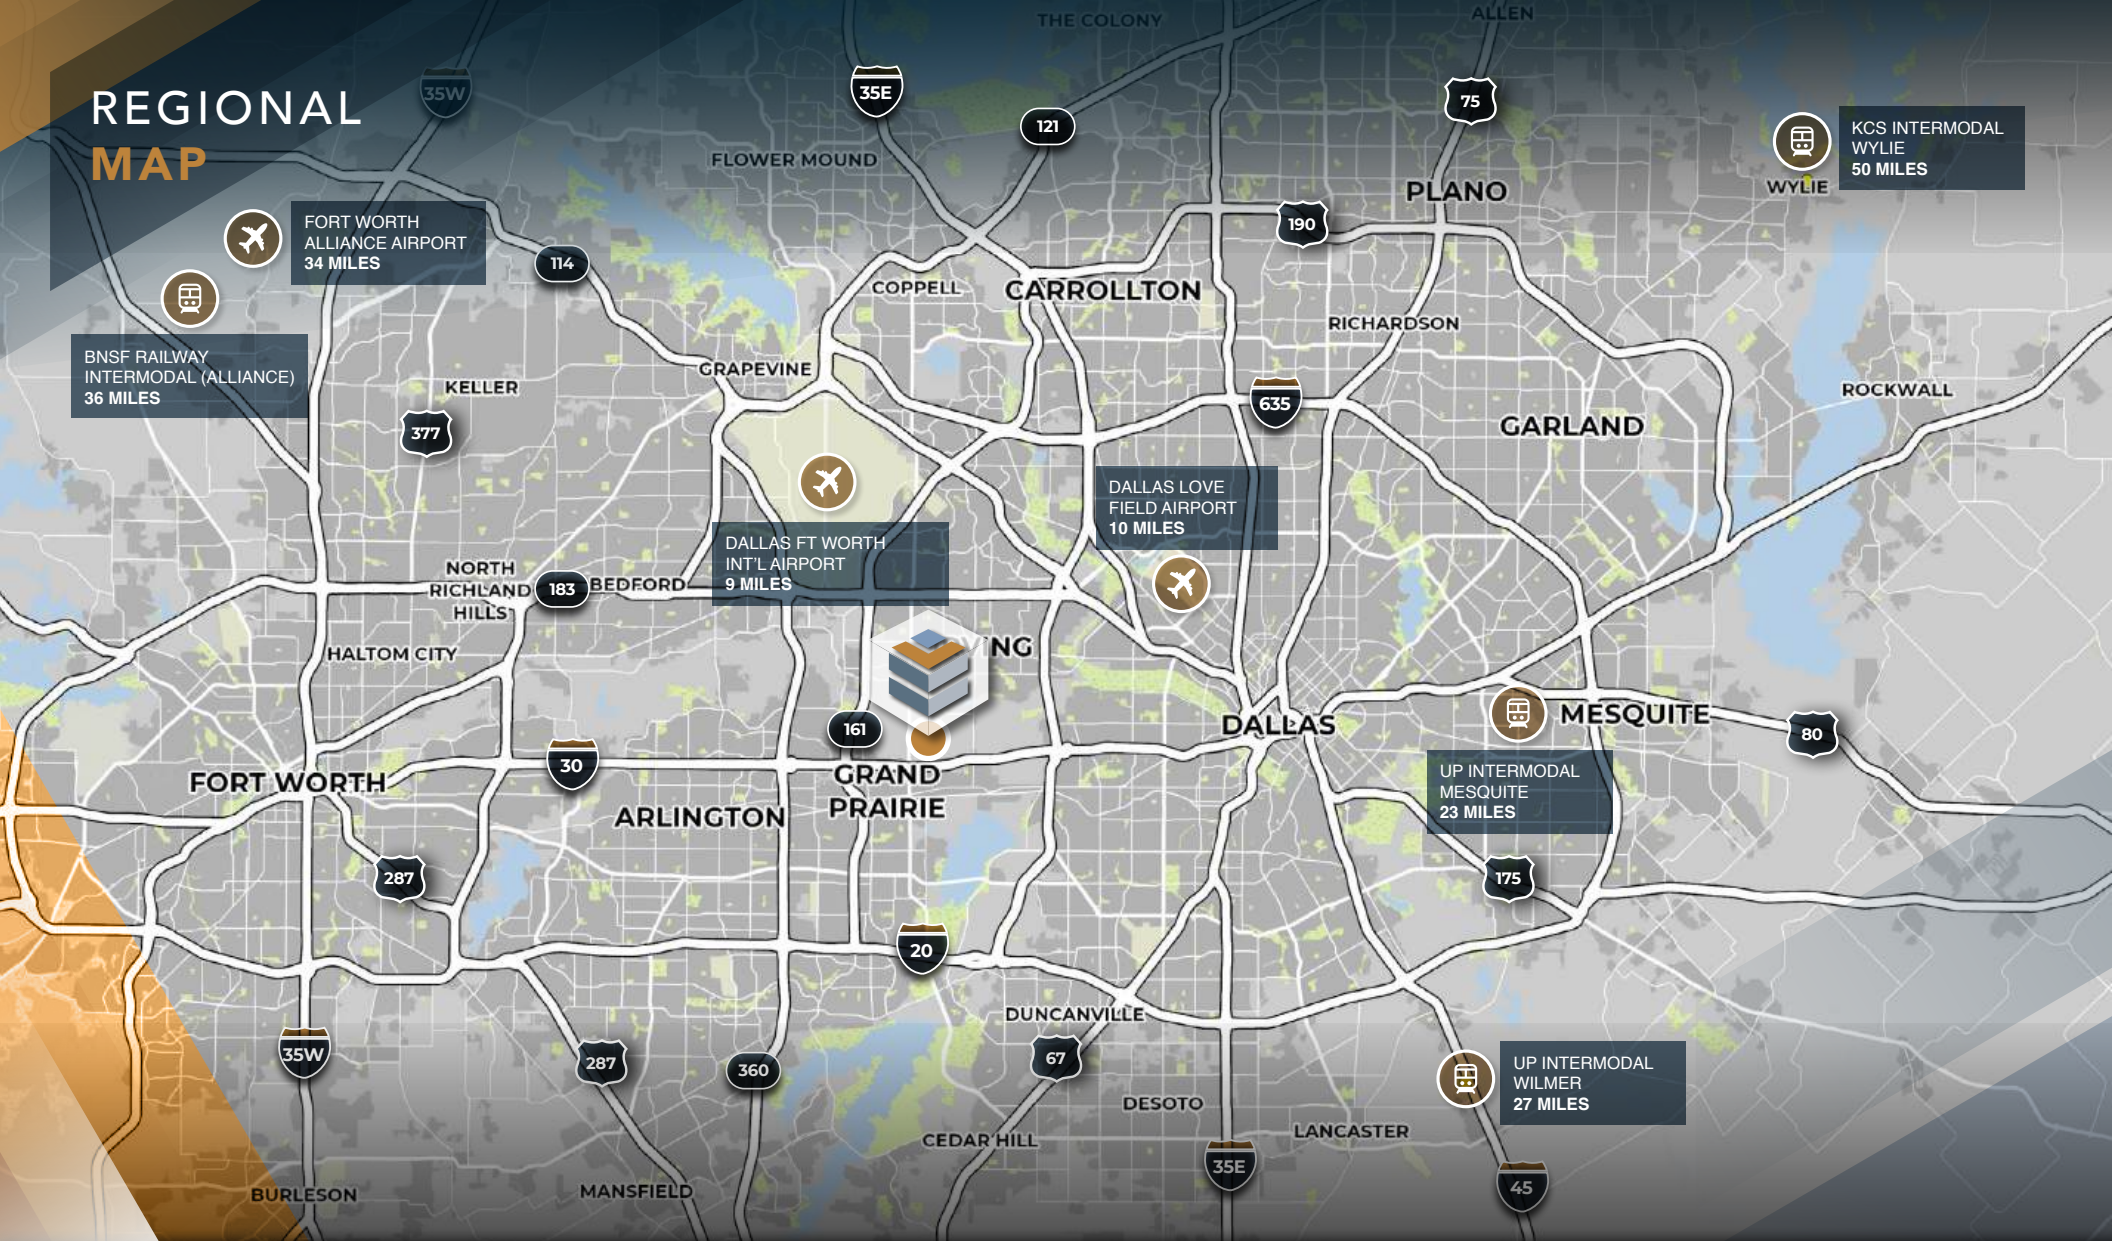 REGIONAL
MAP
THE COLONY
ALLEN
35W
35E
121
75
FLOWER MOUND
PLANO
KCS INTERMODAL
WYLIE
50 MILES
WYLIE
FORT WORTH
ALLIANCE AIRPORT
34 MILES
114
190
COPPELL
CARROLLTON
RICHARDSON
BNSF RAILWAY
INTERMODAL (ALLIANCE)
36 MILES
KELLER
GRAPEVINE
377
635
ROCKWALL
GARLAND
DALLAS LOVE
FIELD AIRPORT
10 MILES
DALLAS FT WORTH
INT'L AIRPORT
9 MILES
NORTH
RICHLAND
HILLS
183
BEDFORD
HALTOM CITY
NG
161
DALLAS
MESQUITE
80
30
FORT WORTH
GRAND
PRAIRIE
ARLINGTON
UP INTERMODAL
MESQUITE
23 MILES
287
175
20
DUNCANVILLE
35W
287
360
67
UP INTERMODAL
WILMER
27 MILES
DESOTO
CEDAR HILL
LANCASTER
35E
45
BURLESON
MANSFIELD